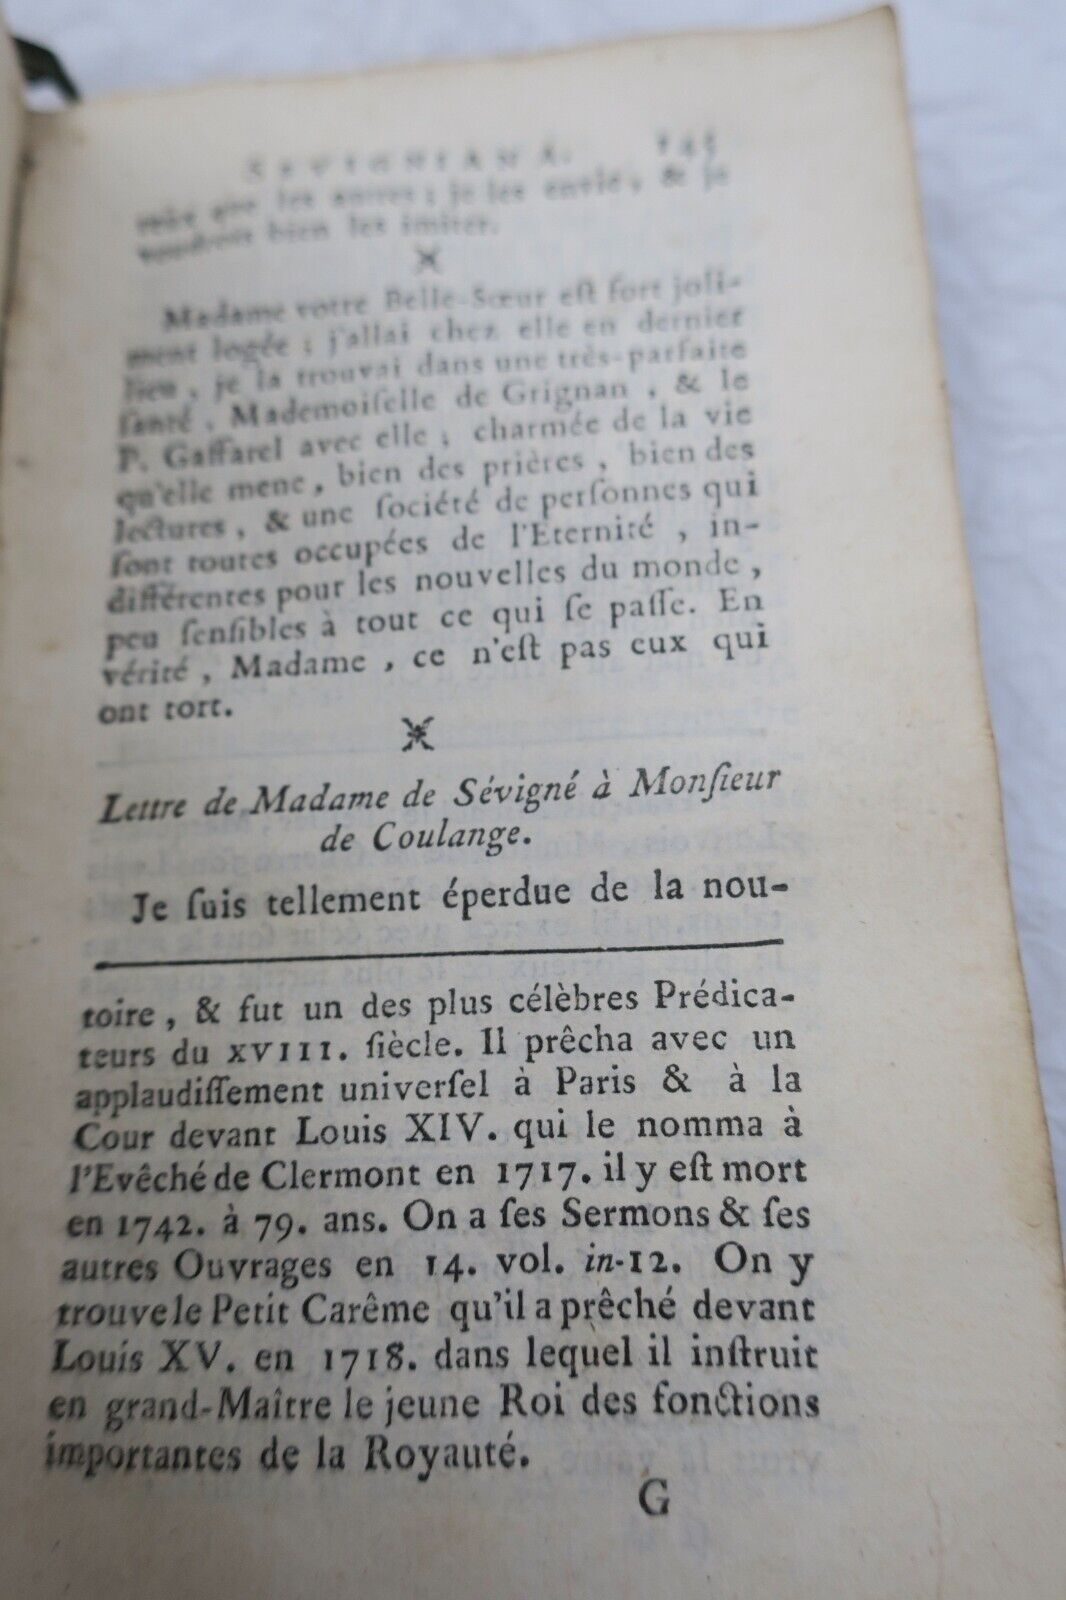 SEVIGNIANA. 145
que les autres ; je les envie, & je
voudrois bien les imiter.
Madame votre Belle-Sœur eſt fort joli-
ment logée ; j'allai chez elle en dernier
lieu, je la trouvai dans une très-parfaite
ſanté, Mademoiſelle de Grignan, & le
P. Gaffarel avec elle ; charmée de la vie
qu'elle mene, bien des prières, bien des
lectures, & une ſociété de perſonnes qui
ſont toutes occupées de l'Eternité, in-
différentes pour les nouvelles du monde,
peu ſenſibles à tout ce qui ſe paſſe. En
vérité, Madame, ce n'eſt pas eux qui
ont tort.
Lettre de Madame de Sévigné à Monſieur
de Coulange.
Je ſuis tellement éperdue de la nou-
toire, & fut un des plus célèbres Prédica-
teurs du XVIII. ſiècle. Il prêcha avec un
applaudiſſement univerſel à Paris & à la
Cour devant Louis XIV. qui le nomma à
l'Evêché de Clermont en 1717. il y eſt mort
en 1742. à 79. ans. On a ſes Sermons & ſes
autres Ouvrages en 14. vol. in-12. On y
trouve le Petit Carême qu'il a prêché devant
Louis XV. en 1718. dans lequel il inſtruit
en grand-Maître le jeune Roi des fonctions
importantes de la Royauté.
G